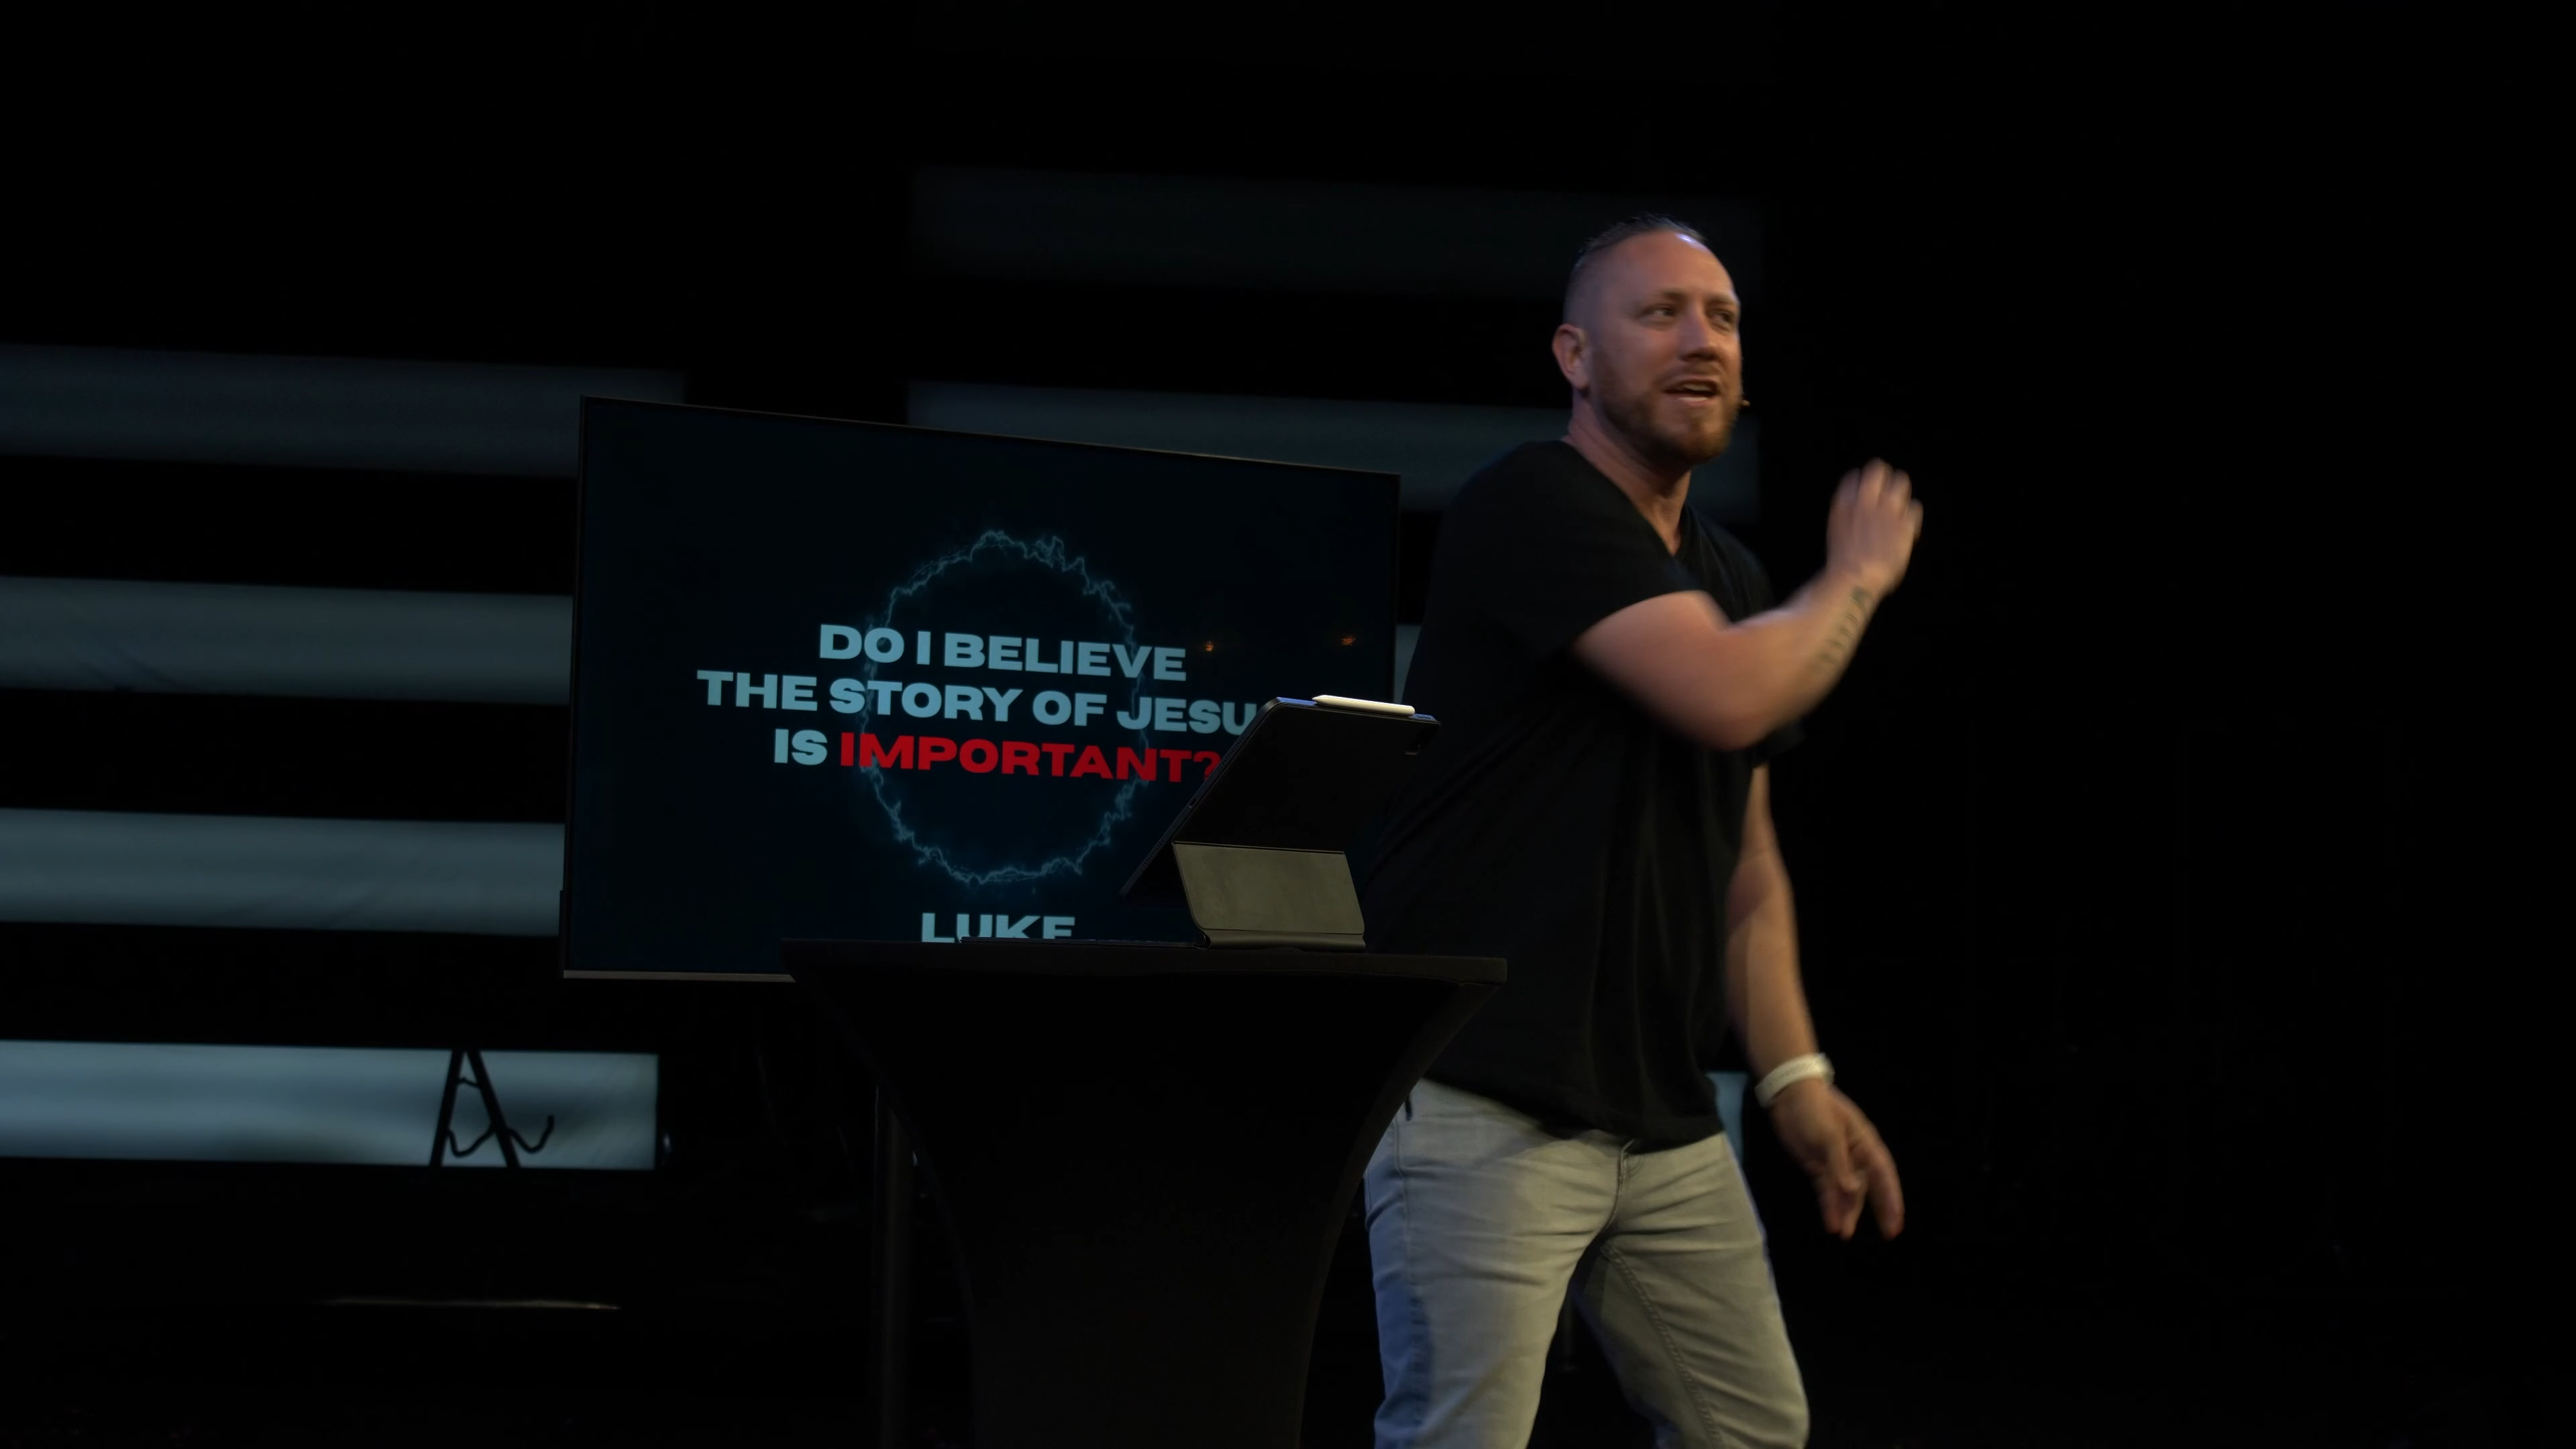 DO I BELIEVE
THE STORY OF JESU
IS IMPORTANT?
LUKE